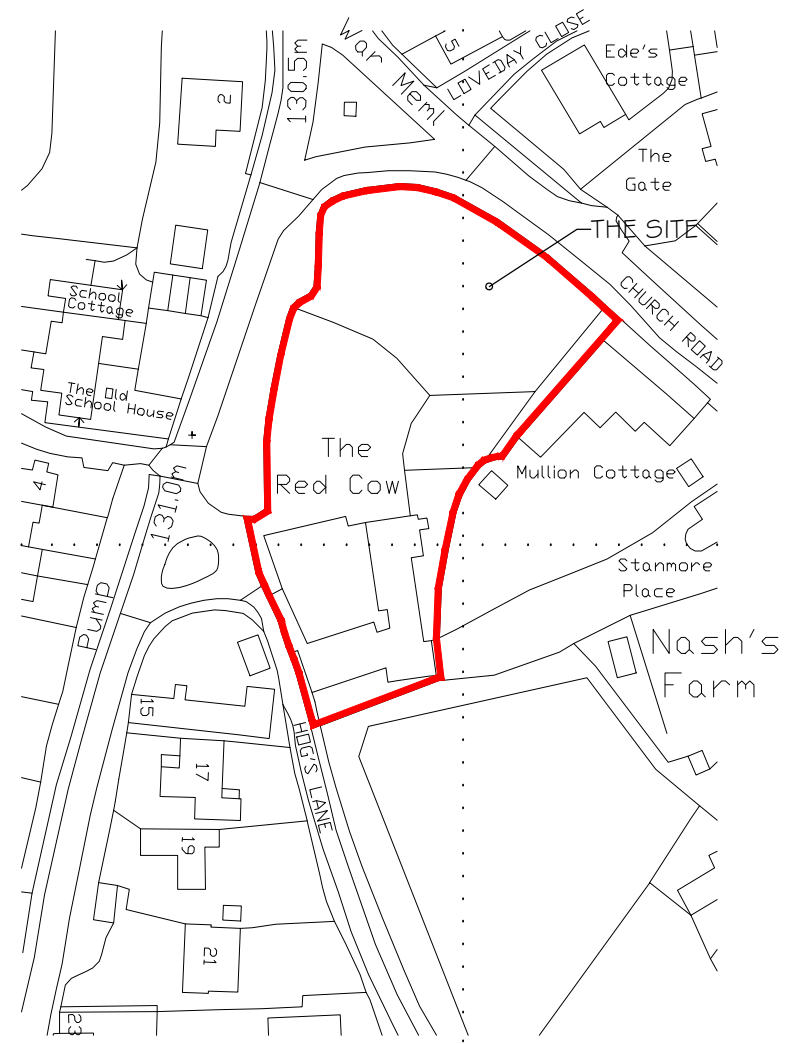 War Meml
5
LOVEDAY CLOSE
Ede's
Cottage
130.5m
2
The
Gate
THE SITE
CHURCH ROAD
School
Cottage
The Old
School House
The
Red Cow
Mullion Cottage
4
131.0m
Stanmore
Place
Pump
Nash's
Farm
15
HOG'S LANE
17
19
21
23